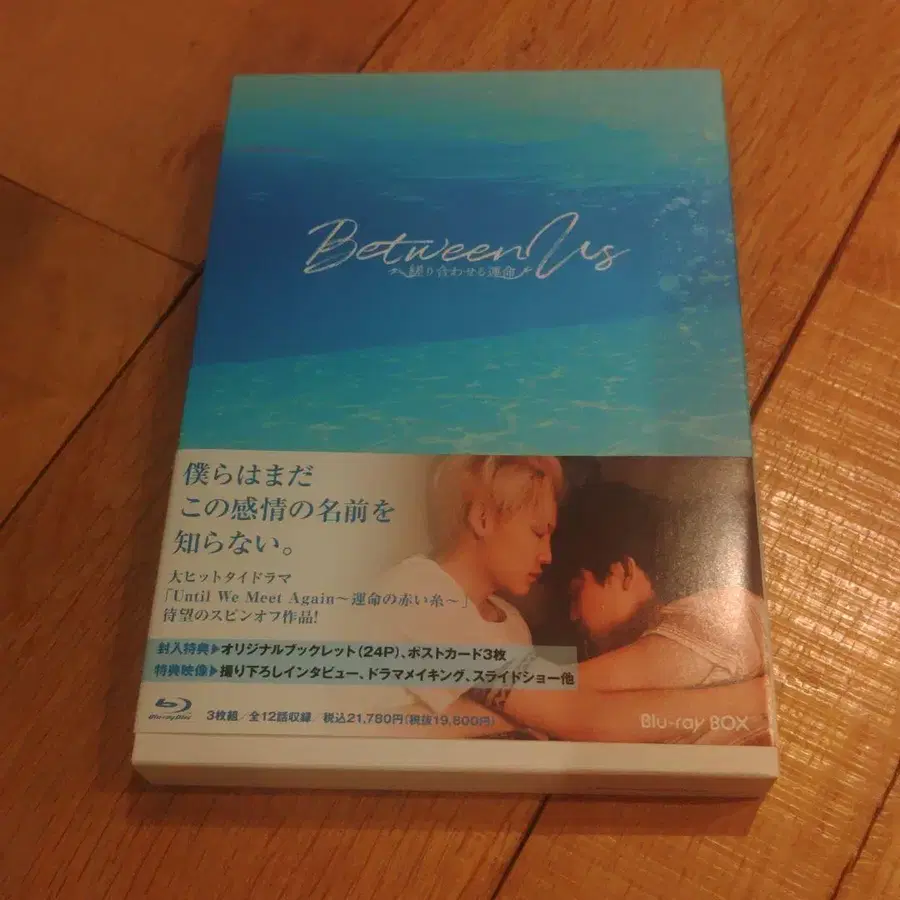 Between Us
縒り合わせる運命
僕らはまだ
この感情の名前を
知らない。
大ヒットタイドラマ
「Until We Meet Again～運命の赤い糸～」
待望のスピンオフ作品!
封入特典▶オリジナルブックレット(24P)、ポストカード3枚
特典映像▶撮り下ろしインタビュー、ドラマメイキング、スライドショー他
Blu-ray Disc
3枚組/全12話収録/税込21,780円(税抜19,800円)
Blu-ray BOX